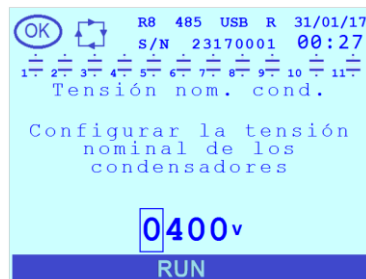 OK R8 485 USB R 31/01/17
S/N 23170001 00:27
1 2 3 4 5 6 7 8 9 10 11
Tensión nom. cond.
Configurar la tensión
nominal de los
condensadores
0400v
RUN